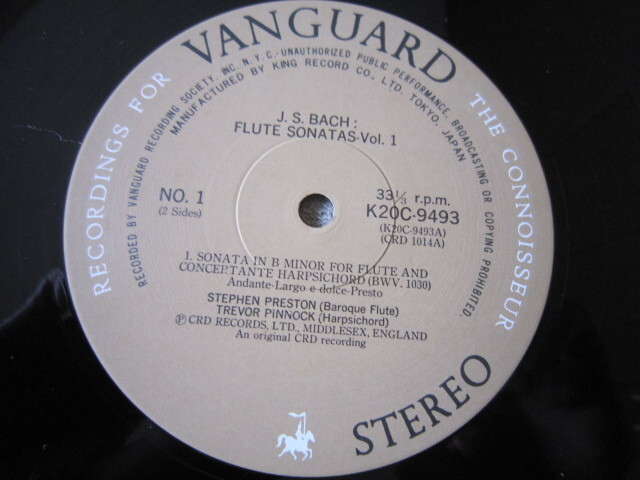 RECORDINGS FOR VANGUARD THE CONNOISSEUR
RECORDED BY VANGUARD RECORDING SOCIETY, INC. N.Y.C.-UNAUTHORIZED PUBLIC PERFORMANCE, BROADCASTING OR COPYING PROHIBITED.
MANUFACTURED BY KING RECORD CO., LTD. TOKYO, JAPAN
J. S. BACH :
FLUTE SONATAS-Vol. 1
NO. 1
(2 Sides)
33⅓ r.p.m.
K20C-9493
(K20C-9493A)
(CRD 1014A)
1. SONATA IN B MINOR FOR FLUTE AND
CONCEPTANTE HARPSICHORD (BWV. 1030)
Andante-Largo e dolce-Presto
STEPHEN PRESTON (Baroque Flute)
TREVOR PINNOCK (Harpsichord)
Ⓟ CRD RECORDS, LTD., MIDDLESEX, ENGLAND
An original CRD recording
STEREO